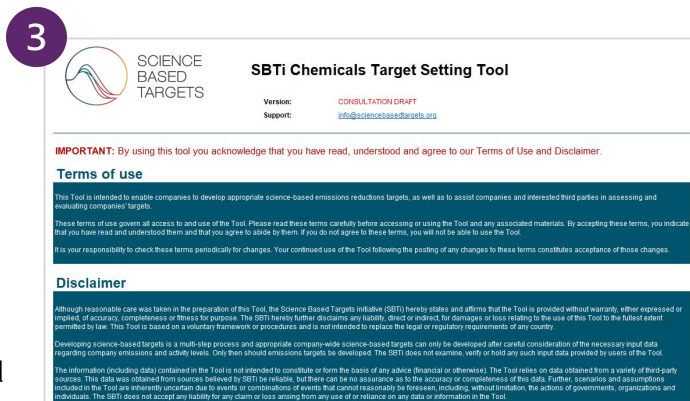 3
SCIENCE
BASED
TARGETS
SBTi Chemicals Target Setting Tool
Version: CONSULTATION DRAFT
Support: info@sciencebasedtargets.org
IMPORTANT: By using this tool you acknowledge that you have read, understood and agree to our Terms of Use and Disclaimer.
Terms of use
This Tool is intended to enable companies to develop appropriate science-based emissions reductions targets, as well as to assist companies and interested third parties in assessing and
evaluating companies' targets.
These terms of use govern all access to and use of the Tool. Please read these terms carefully before accessing or using the Tool and any associated materials. By accepting these terms, you indicate
that you have read and understood them and that you agree to abide by them. If you do not agree to these terms, you will not be able to use the Tool.
It is your responsibility to check these terms periodically for changes. Your continued use of the Tool following the posting of any changes to these terms constitutes acceptance of those changes.
Disclaimer
Although reasonable care was taken in the preparation of this Tool, the Science Based Targets initiative (SBTi) hereby states and affirms that the Tool is provided without warranty, either expressed or
implied, of accuracy, completeness or fitness for purpose. The SBTi hereby further disclaims any liability, direct or indirect, for damages or loss relating to the use of this Tool to the fullest extent
permitted by law. This Tool is based on a voluntary framework or procedures and is not intended to replace the legal or regulatory requirements of any country.
Developing science-based targets is a multi-step process and appropriate company-wide science-based targets can only be developed after careful consideration of the necessary input data
regarding company emissions and activity levels. Only then should emissions targets be developed. The SBTi does not examine, verify or hold any such input data provided by users of the Tool.
The information (including data) contained in the Tool is not intended to constitute or form the basis of any advice (financial or otherwise). The Tool relies on data obtained from a variety of third-party
sources. This data was obtained from sources believed by SBTi be reliable, but there can be no assurance as to the accuracy or completeness of this data. Further, scenarios and assumptions
included in the Tool are inherently uncertain due to events or combinations of events that cannot reasonably be foreseen, including, without limitation, the actions of governments, organizations and
individuals. The SBTi does not accept any liability for any claim or loss arising from any use of or reliance on any data or information in the Tool.